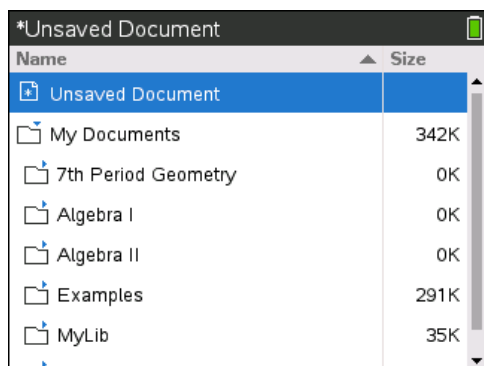 *Unsaved Document
Name Size
Unsaved Document
My Documents 342K
7th Period Geometry 0K
Algebra I 0K
Algebra II 0K
Examples 291K
MyLib 35K